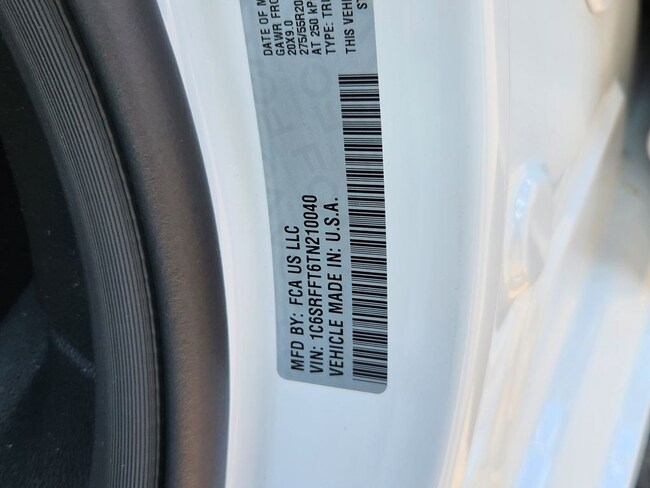 MFD BY: FCA US LLC
VIN: 1C6SRFFT6TN210040
VEHICLE MADE IN: U.S.A.
DATE OF M
GAWR FRO
20X9.0
275/55R20
AT 250 kP
TYPE: TRU
THIS VEHI